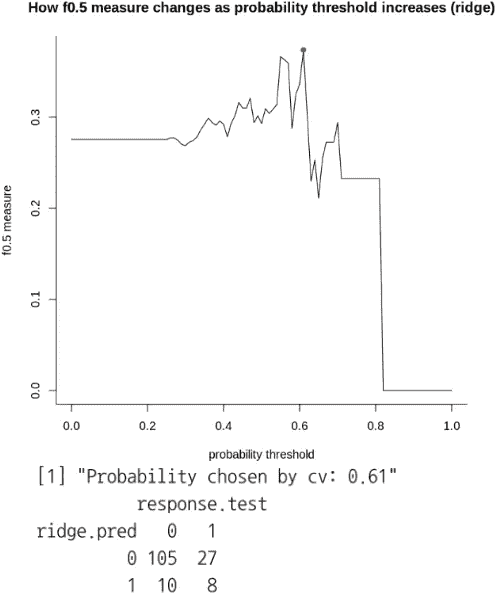 How f0.5 measure changes as probability threshold increases (ridge)
f0.5 measure
0.3
0.2
0.1
0.0
0.0 0.2 0.4 0.6 0.8 1.0
probability threshold
[1] "Probability chosen by cv: 0.61"
response.test
ridge.pred 0 1
0 105 27
1 10 8